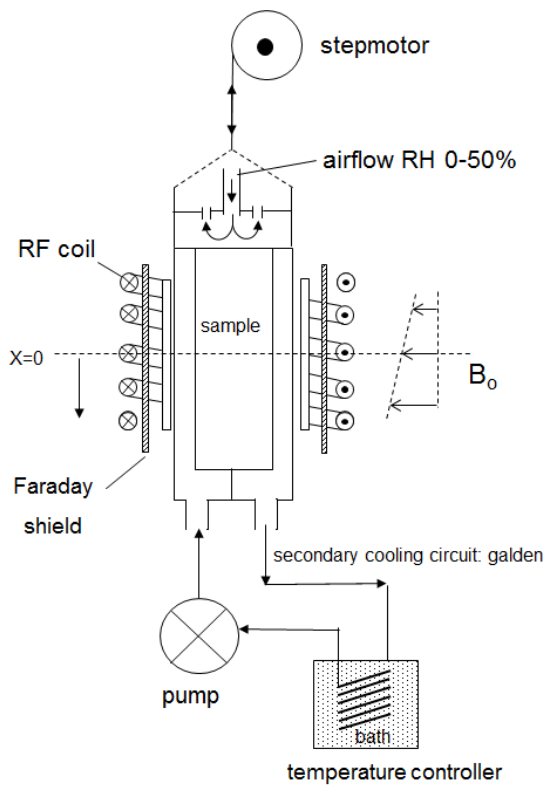 stepmotor
airflow RH 0-50%
RF coil
sample
X=0
Bo
Faraday
shield
secondary cooling circuit: galden
pump
bath
temperature controller